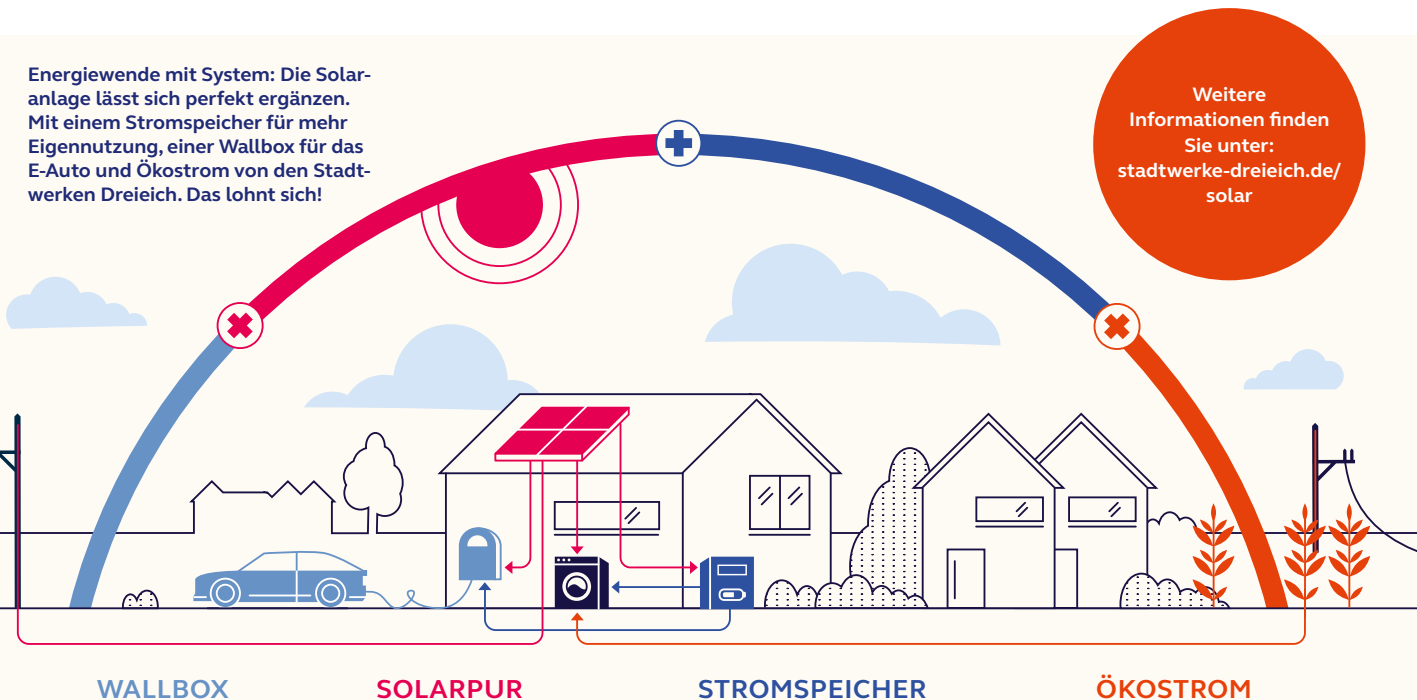 Energiewende mit System: Die Solar-
anlage lässt sich perfekt ergänzen.
Mit einem Stromspeicher für mehr
Eigennutzung, einer Wallbox für das
E-Auto und Ökostrom von den Stadt-
werken Dreieich. Das lohnt sich!
Weitere
Informationen finden
Sie unter:
stadtwerke-dreieich.de/
solar
WALLBOX
SOLARPUR
STROMSPEICHER
ÖKOSTROM